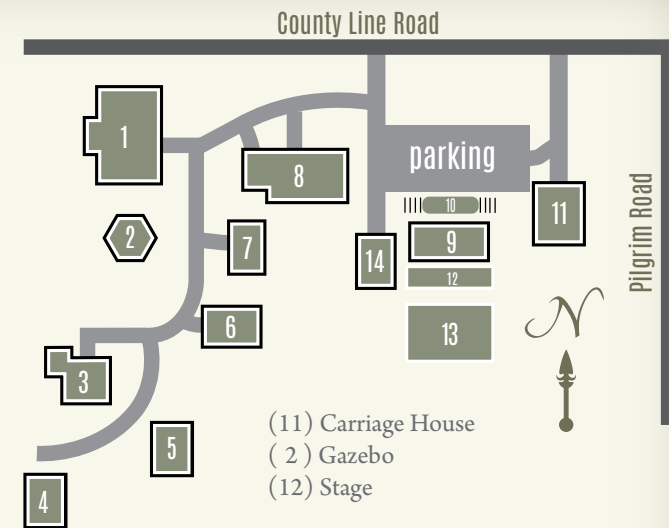 County Line Road
1
parking
8
10
11
2
9
7
14
12
Pilgrim Road
6
13
N
3
(11) Carriage House
5
( 2 ) Gazebo
(12) Stage
4